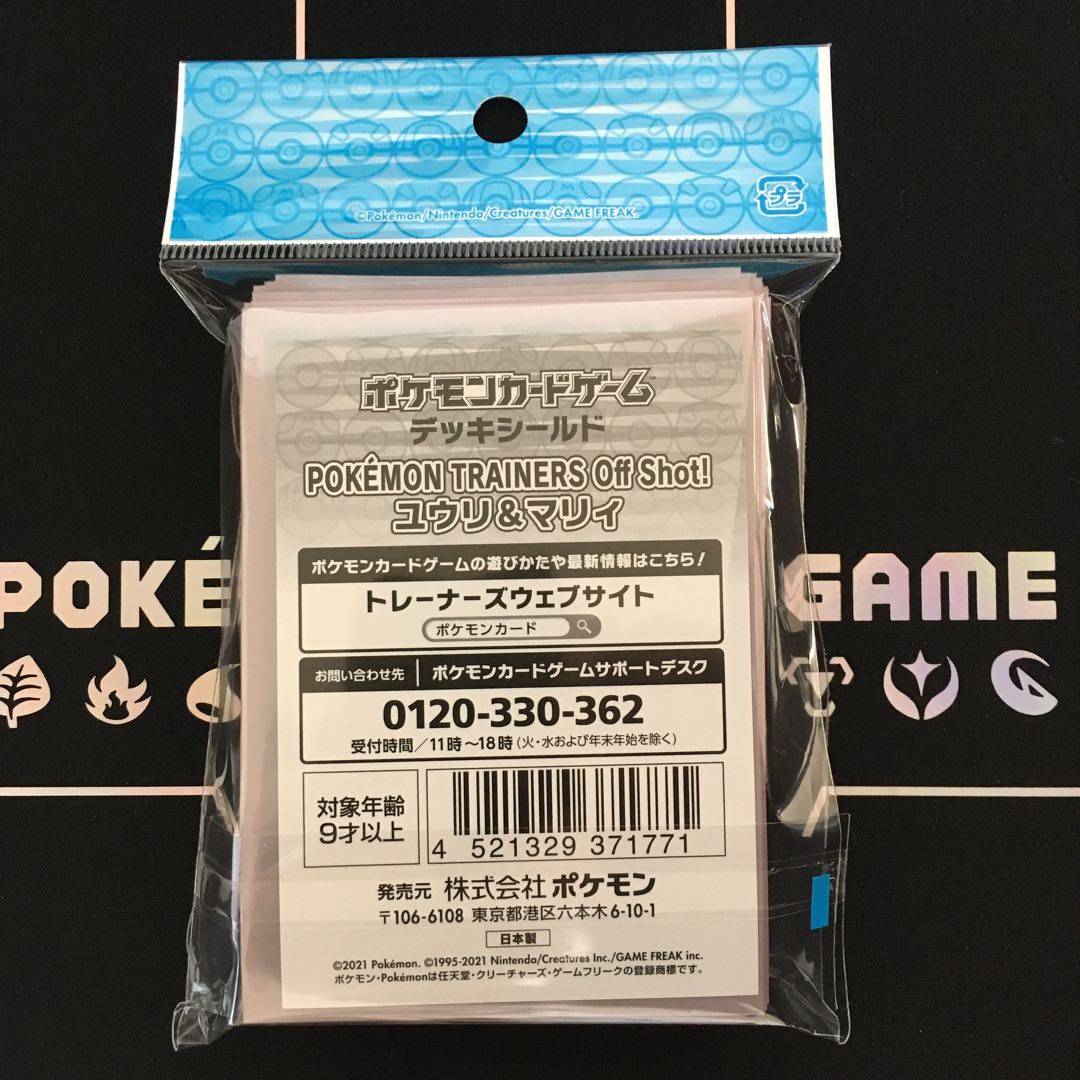 ©Pokémon/Nintendo/Creatures/GAME FREAK.
プラ
ポケモンカードゲーム™
デッキシールド
POKÉMON TRAINERS Off Shot!
ユウリ&マリィ
ポケモンカードゲームの遊びかたや最新情報はこちら!
トレーナーズウェブサイト
ポケモンカード
POKÉ
GAME
お問い合わせ先 ポケモンカードゲームサポートデスク
0120-330-362
受付時間/11時~18時(火・水および年末年始を除く)
対象年齢
9才以上
4 521329 371771
発売元 株式会社 ポケモン
〒106-6108 東京都港区六本木6-10-1
日本製
©2021 Pokémon. ©1995-2021 Nintendo/Creatures Inc./GAME FREAK inc.
ポケモン・Pokémonは任天堂・クリーチャーズ・ゲームフリークの登録商標です。